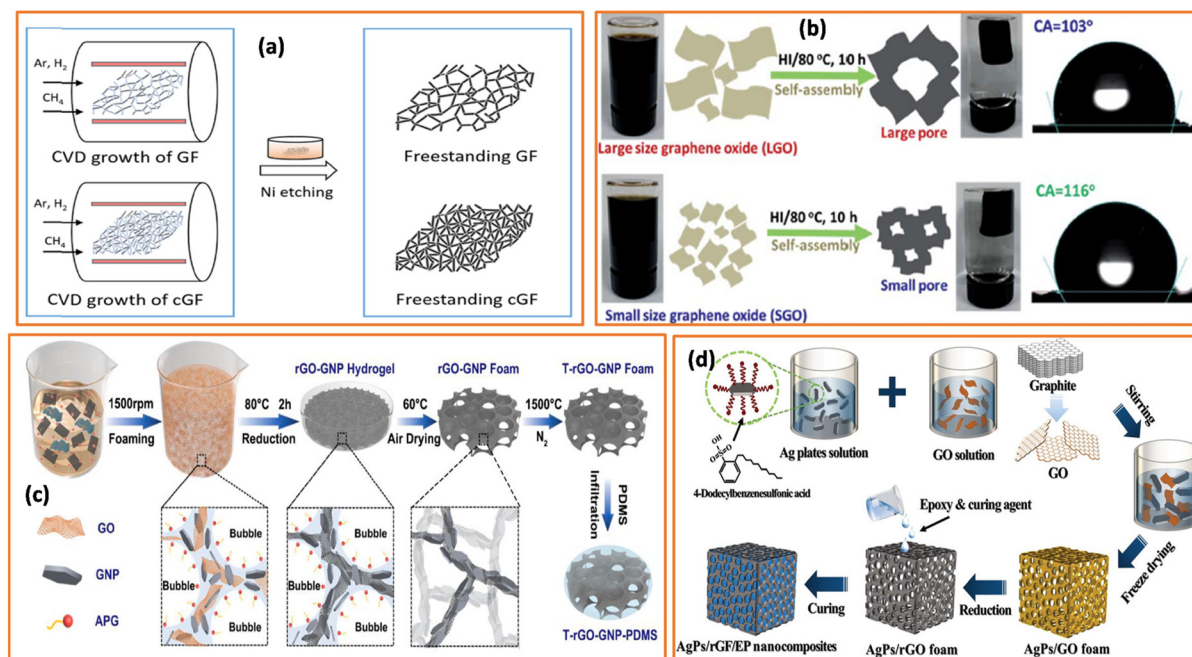 (a)
Ar, H2
CH4
CVD growth of GF
Ni etching
Freestanding GF
Ar, H2
CH4
CVD growth of cGF
Freestanding cGF
(b)
HI/80 °C, 10 h
Self-assembly
CA=103°
Large pore
Large size graphene oxide (LGO)
HI/80 °C, 10 h
Self-assembly
CA=116°
Small pore
Small size graphene oxide (SGO)
(c)
1500rpm
Foaming
80°C 2h
Reduction
rGO-GNP Hydrogel
60°C
Air Drying
rGO-GNP Foam
1500°C
N2
T-rGO-GNP Foam
PDMS
Infiltration
T-rGO-GNP-PDMS
GO
GNP
APG
Bubble
Bubble
Bubble
Bubble
Bubble
Bubble
Bubble
Bubble
(d)
OH
O=S=O
4-Dodecylbenzenesulfonic acid
Ag plates solution
GO solution
Graphite
GO
Stirring
Freeze drying
AgPs/GO foam
Reduction
Epoxy & curing agent
AgPs/rGO foam
Curing
AgPs/rGF/EP nanocomposites